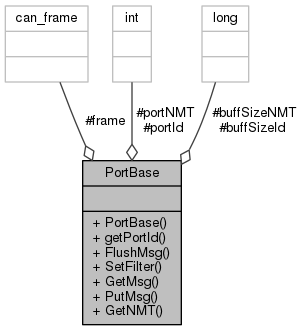 can_frame
int
long
#frame
#portNMT
#portId
#buffSizeNMT
#buffSizeId
PortBase
+ PortBase()
+ getPortId()
+ FlushMsg()
+ SetFilter()
+ GetMsg()
+ PutMsg()
+ GetNMT()